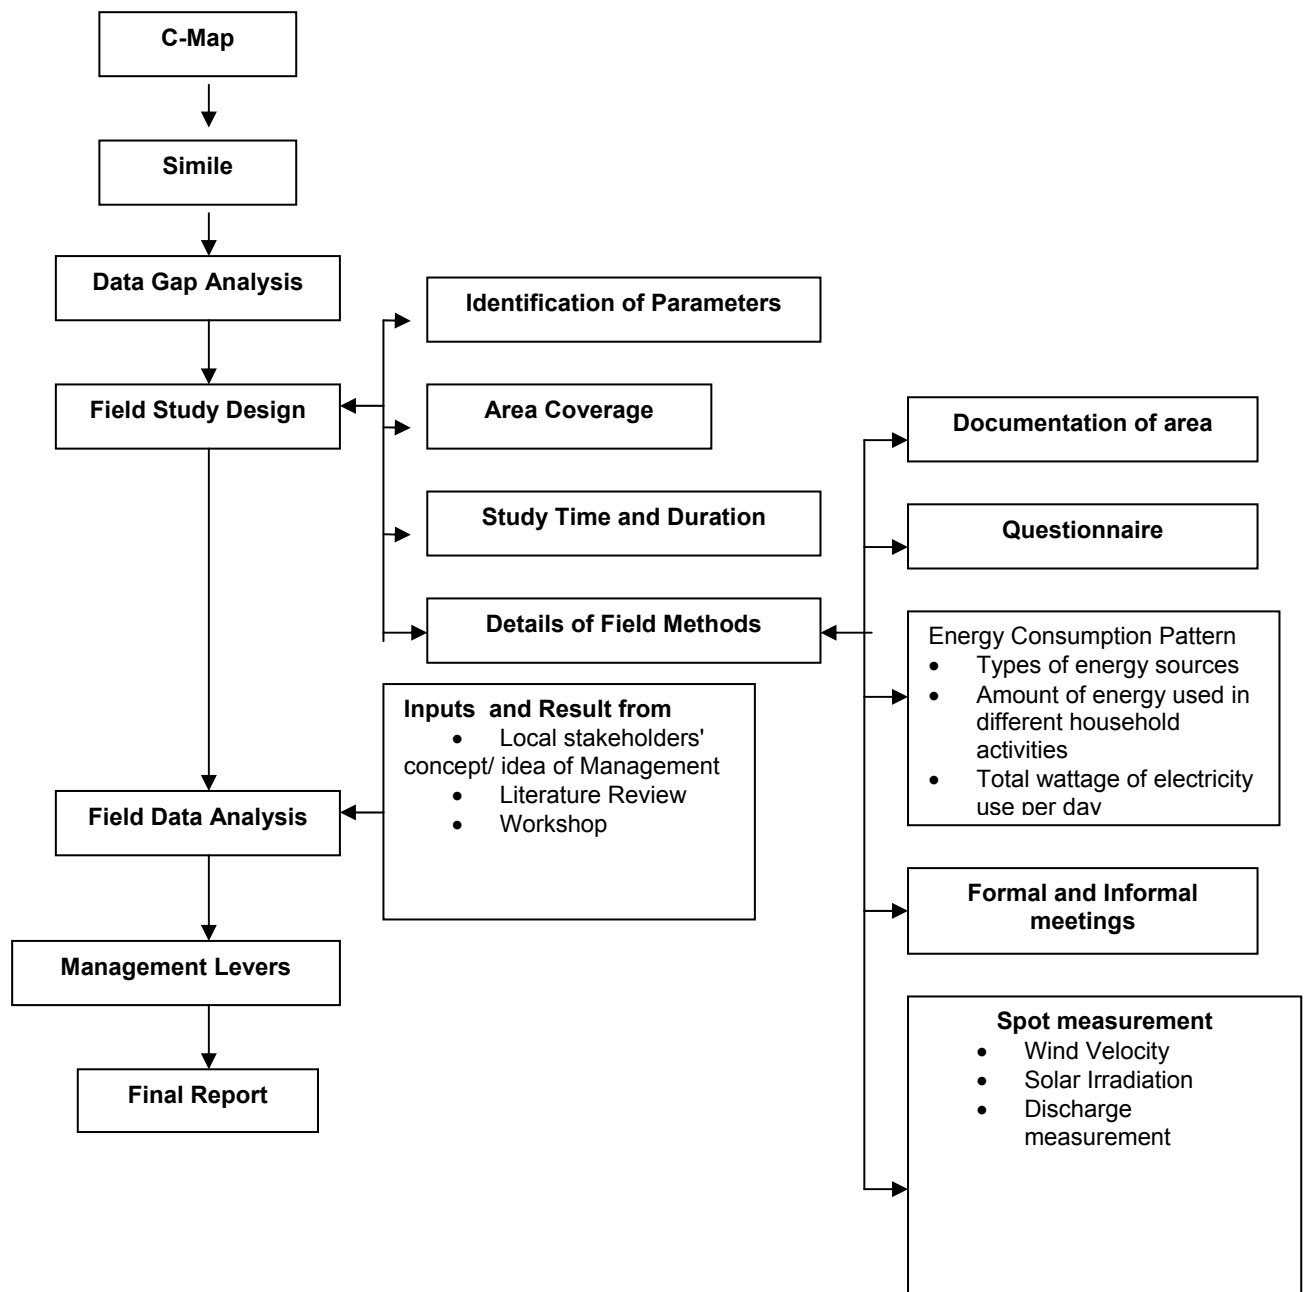 C-Map
Simile
Data Gap Analysis
Field Study Design
Identification of Parameters
Area Coverage
Study Time and Duration
Details of Field Methods
Documentation of area
Questionnaire
Energy Consumption Pattern
• Types of energy sources
• Amount of energy used in
different household
activities
• Total wattage of electricity
use per day
Inputs and Result from
• Local stakeholders'
concept/ idea of Management
• Literature Review
• Workshop
Field Data Analysis
Formal and Informal
meetings
Management Levers
Spot measurement
• Wind Velocity
• Solar Irradiation
• Discharge
measurement
Final Report